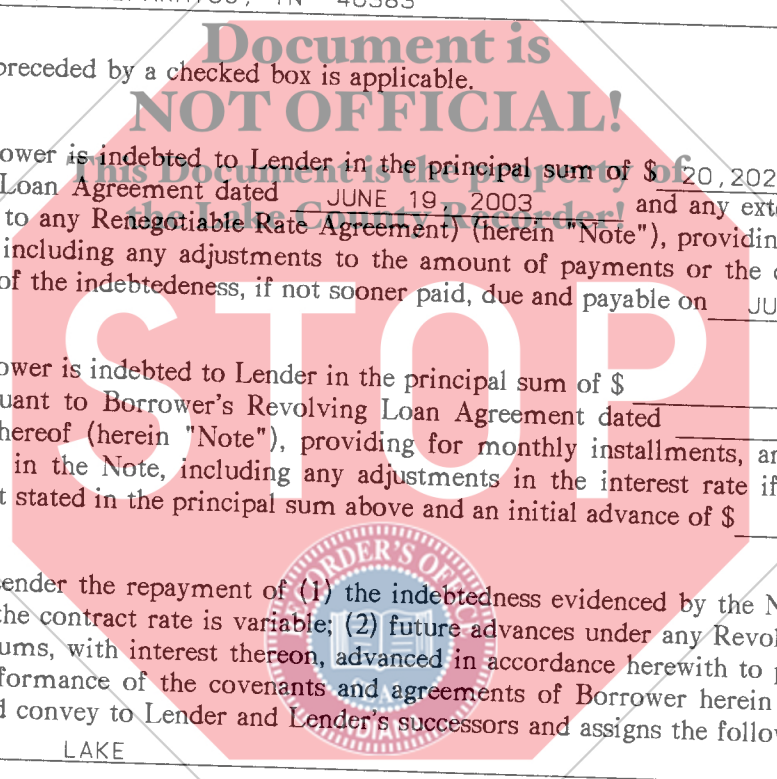 IN 46383
Document is
preceded by a checked box is applicable.
NOT OFFICIAL!
ower is indebted to Lender in the principal sum of $ 20,202
This Document is the property of
Loan Agreement dated JUNE 19, 2003 and any exte
the Lake County Recorder!
to any Renegotiable Rate Agreement) (herein "Note"), providin
including any adjustments to the amount of payments or the
of the indebtedeness, if not sooner paid, due and payable on JU
STOP
ower is indebted to Lender in the principal sum of $
uant to Borrower's Revolving Loan Agreement dated
hereof (herein "Note"), providing for monthly installments, an
in the Note, including any adjustments in the interest rate if
t stated in the principal sum above and an initial advance of $
RECORDER'S OFFICE
ender the repayment of (1) the indebtedness evidenced by the N
the contract rate is variable; (2) future advances under any Revol
ums, with interest thereon, advanced in accordance herewith to p
formance of the covenants and agreements of Borrower herein
SEAL
d convey to Lender and Lender's successors and assigns the follow
INDIANA
LAKE